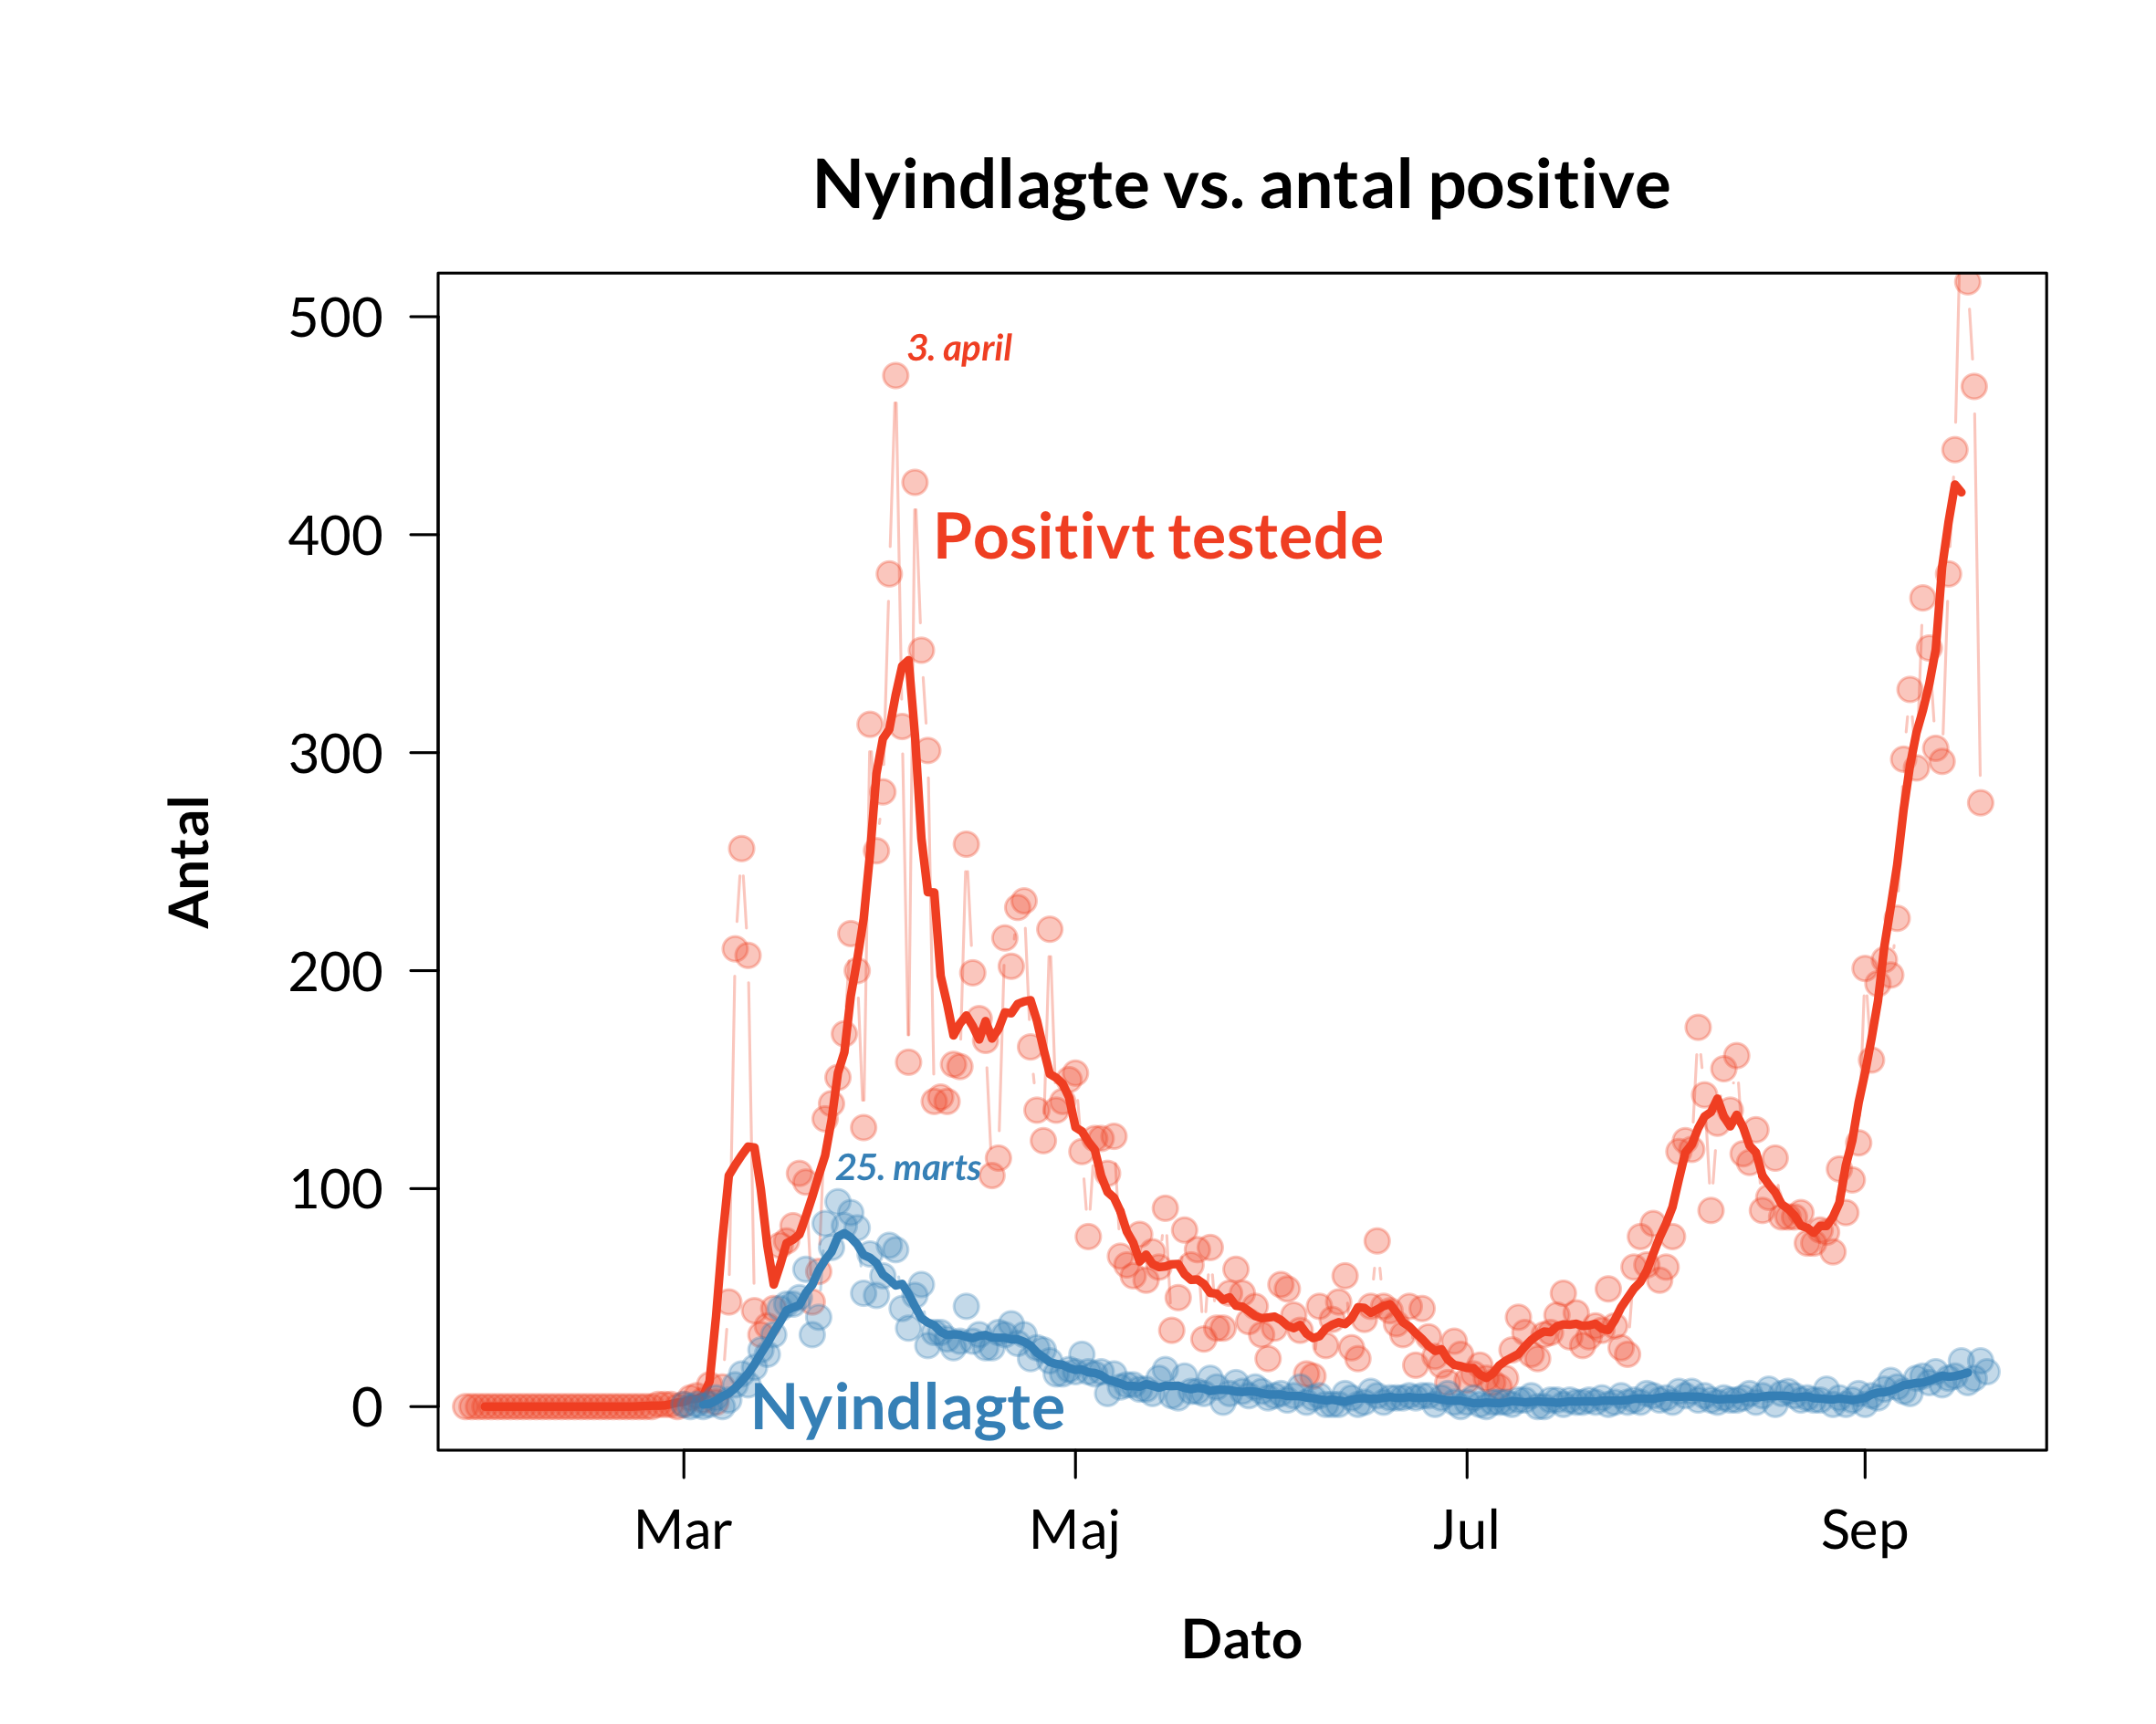 Nyindlagte vs. antal positive
500
400
300
200
100
0
Antal
3. april
Positivt testede
25. marts
Nyindlagte
Mar
Maj
Jul
Sep
Dato